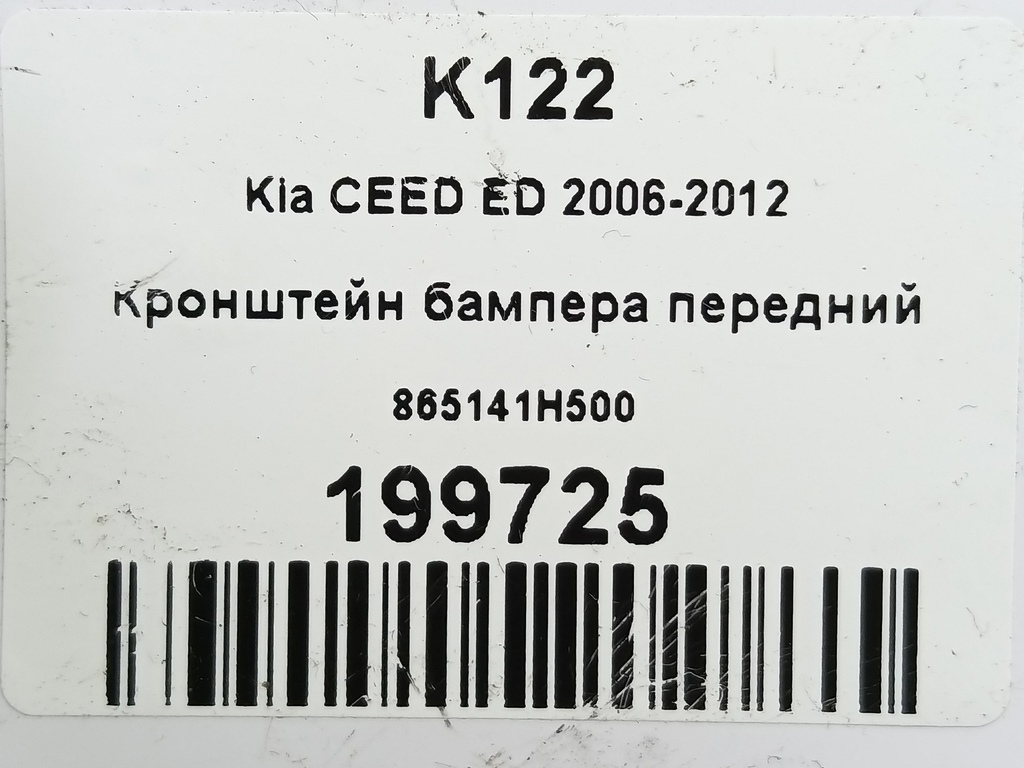 K122
Kia CEED ED 2006-2012
Кронштейн бампера передний
865141H500
199725